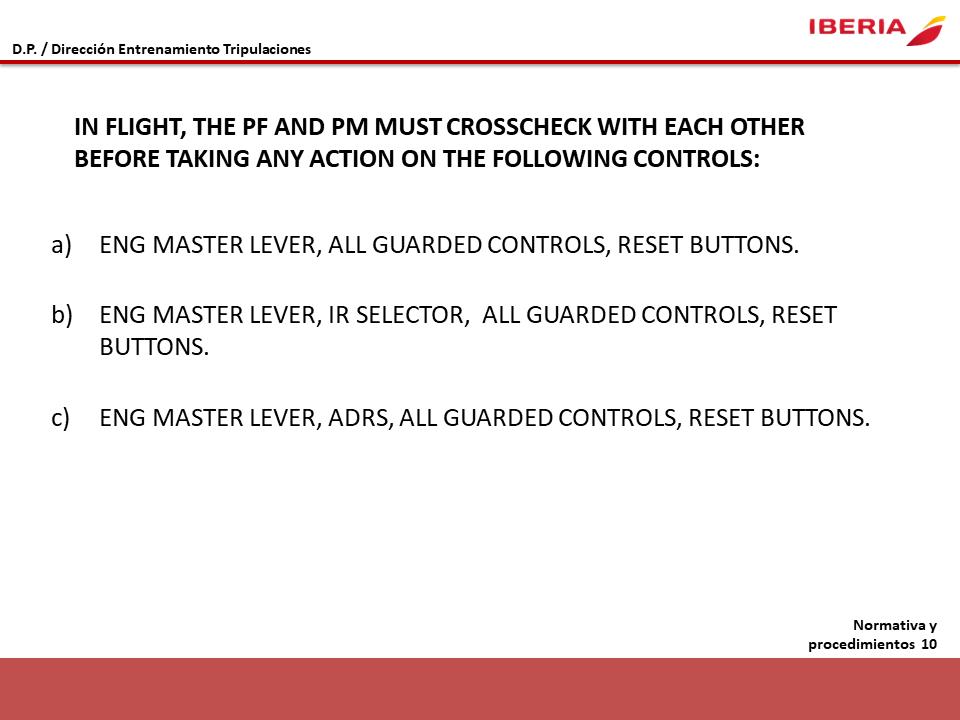 IBERIA
D.P. / Dirección Entrenamiento Tripulaciones
IN FLIGHT, THE PF AND PM MUST CROSSCHECK WITH EACH OTHER
BEFORE TAKING ANY ACTION ON THE FOLLOWING CONTROLS:
a) ENG MASTER LEVER, ALL GUARDED CONTROLS, RESET BUTTONS.
b) ENG MASTER LEVER, IR SELECTOR,  ALL GUARDED CONTROLS, RESET
BUTTONS.
c) ENG MASTER LEVER, ADRS, ALL GUARDED CONTROLS, RESET BUTTONS.
Normativa y
procedimientos 10